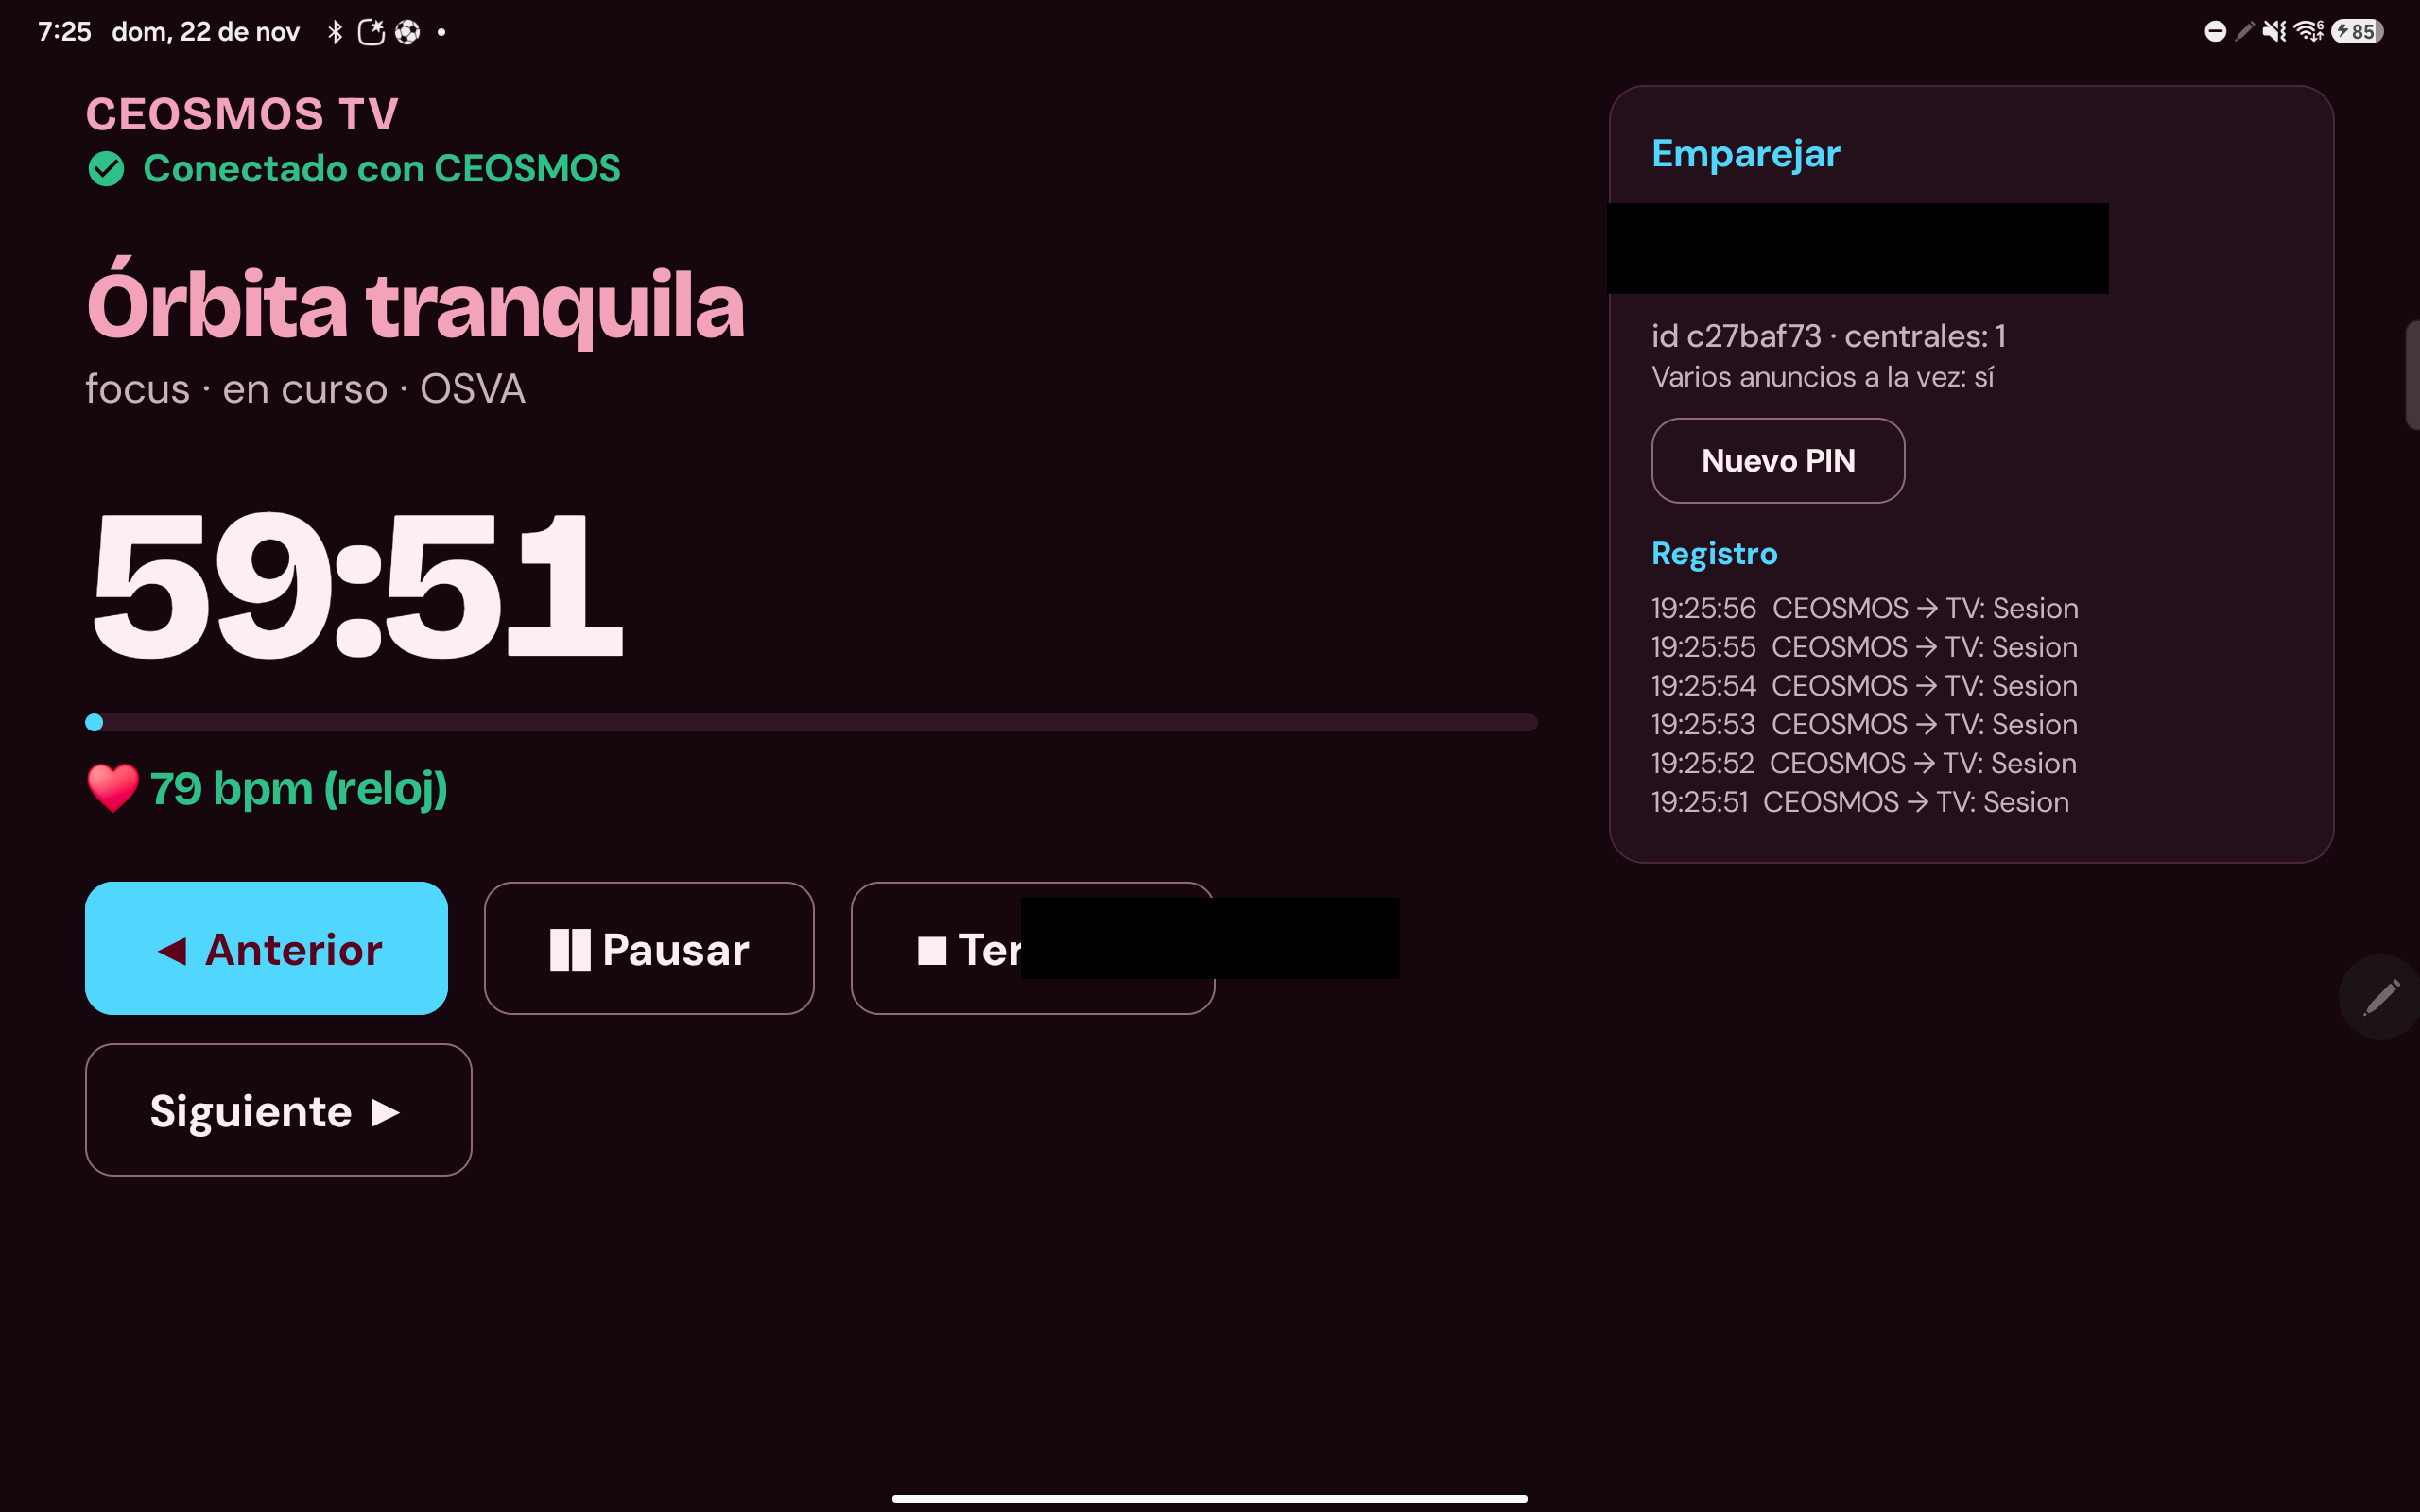 7:25 dom, 22 de nov
6
85
CEOSMOS TV
Conectado con CEOSMOS
Órbita tranquila
focus · en curso · OSVA
59:51
79 bpm (reloj)
◀ Anterior
Pausar
Siguiente ▶
Emparejar
id c27baf73 · centrales: 1
Varios anuncios a la vez: sí
Nuevo PIN
Registro
19:25:56 CEOSMOS → TV: Sesion
19:25:55 CEOSMOS → TV: Sesion
19:25:54 CEOSMOS → TV: Sesion
19:25:53 CEOSMOS → TV: Sesion
19:25:52 CEOSMOS → TV: Sesion
19:25:51 CEOSMOS → TV: Sesion